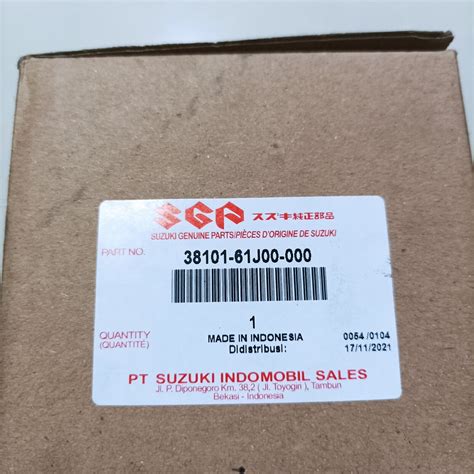 SGP スズキ純正部品
SUZUKI GENUINE PARTS/PIÈCES D'ORIGINE DE SUZUKI
PART NO. 38101-61J00-000
1
QUANTITY MADE IN INDONESIA 0054 /0104
(QUANTITÉ) Didistribusi: 17/11/2021
PT SUZUKI INDOMOBIL SALES
Jl. P. Diponegoro Km. 38,2 ( Jl. Toyogiri ), Tambun
Bekasi - Indonesia